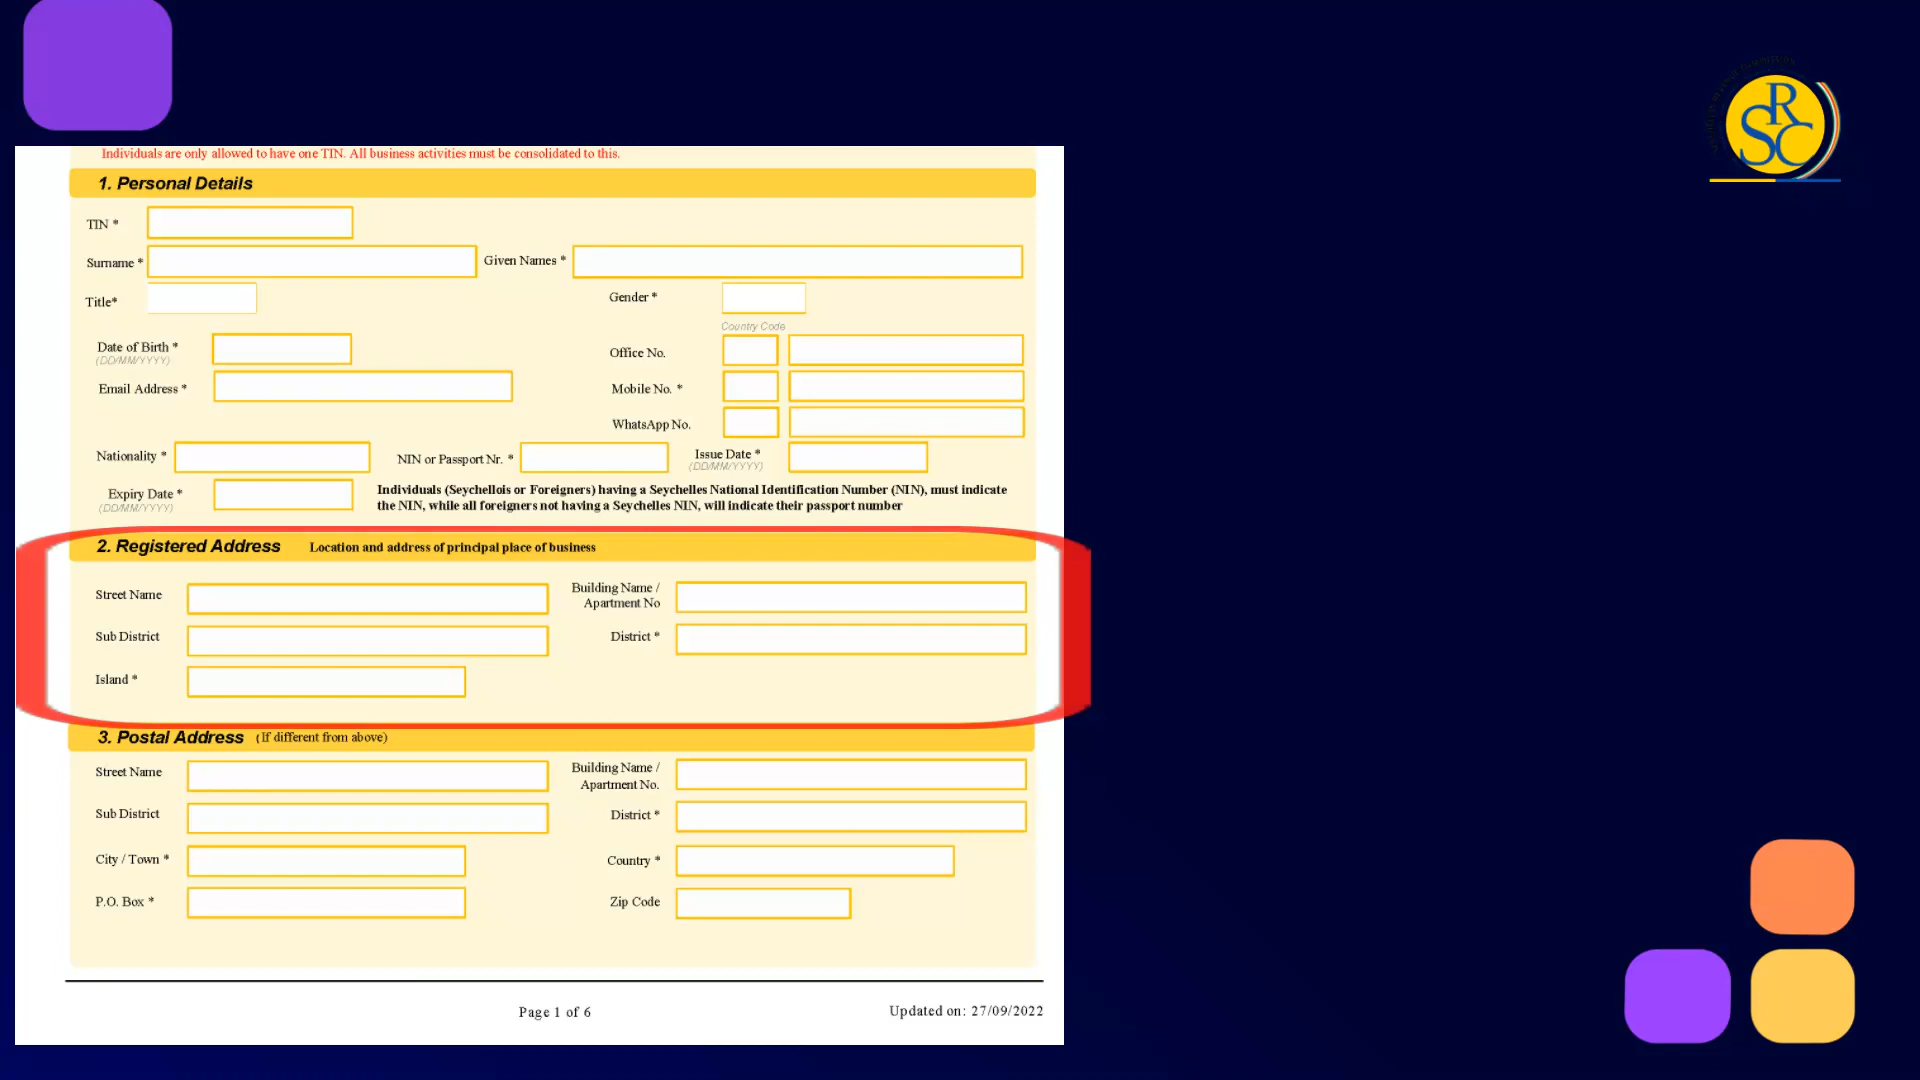 SRC
Individuals are only allowed to have one TIN. All business activities must be consolidated to this.
1. Personal Details
TIN *
Surname * Given Names *
Title* Gender *
Country Code
Date of Birth * Office No.
(DD/MM/YYYY)
Email Address * Mobile No. *
WhatsApp No.
Nationality * NIN or Passport Nr. * Issue Date *
(DD/MM/YYYY)
Expiry Date * Individuals (Seychellois or Foreigners) having a Seychelles National Identification Number (NIN), must indicate
(DD/MM/YYYY) the NIN, while all foreigners not having a Seychelles NIN, will indicate their passport number
2. Registered Address Location and address of principal place of business
Street Name Building Name /
Apartment No
Sub District District *
Island *
3. Postal Address (If different from above)
Street Name Building Name /
Apartment No.
Sub District District *
City / Town * Country *
P.O. Box * Zip Code
Page 1 of 6 Updated on: 27/09/2022